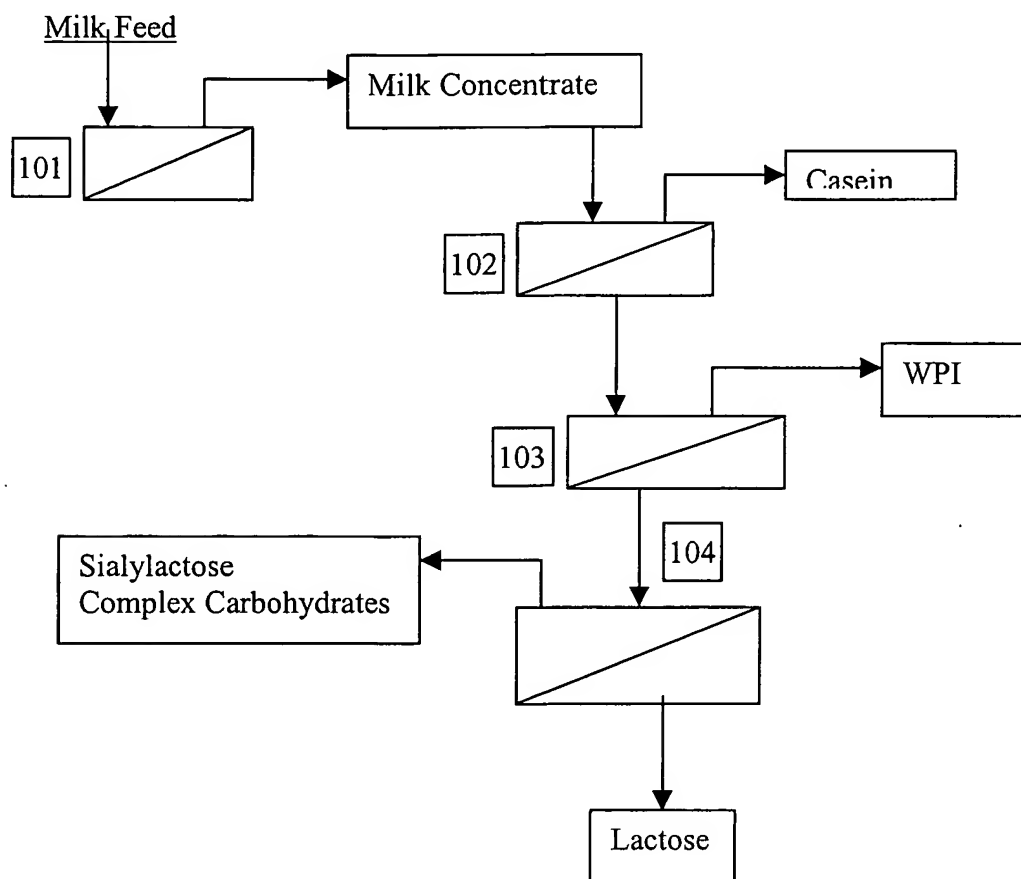 Milk Feed
Milk Concentrate
101
Casein
102
WPI
103
104
Sialylactose
Complex Carbohydrates
Lactose